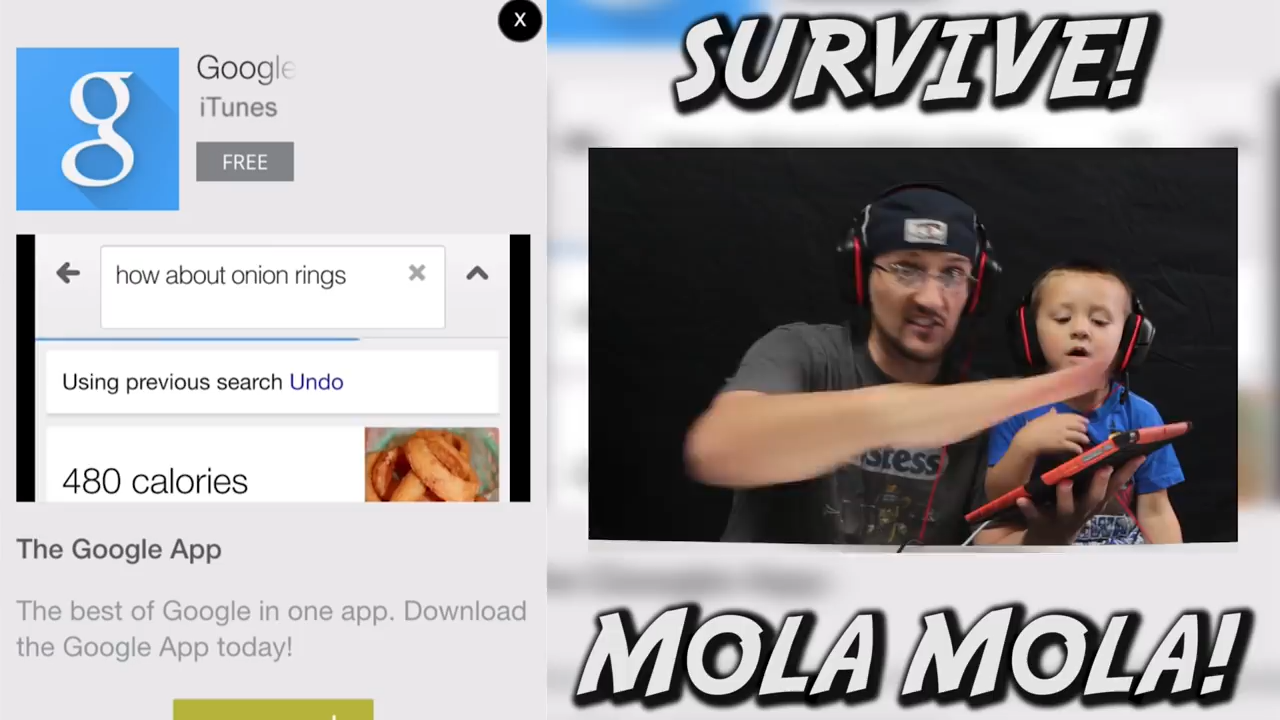 X
g
Google
iTunes
FREE
how about onion rings
Using previous search Undo
480 calories
The Google App
The best of Google in one app. Download
the Google App today!
SURVIVE!
MOLA MOLA!